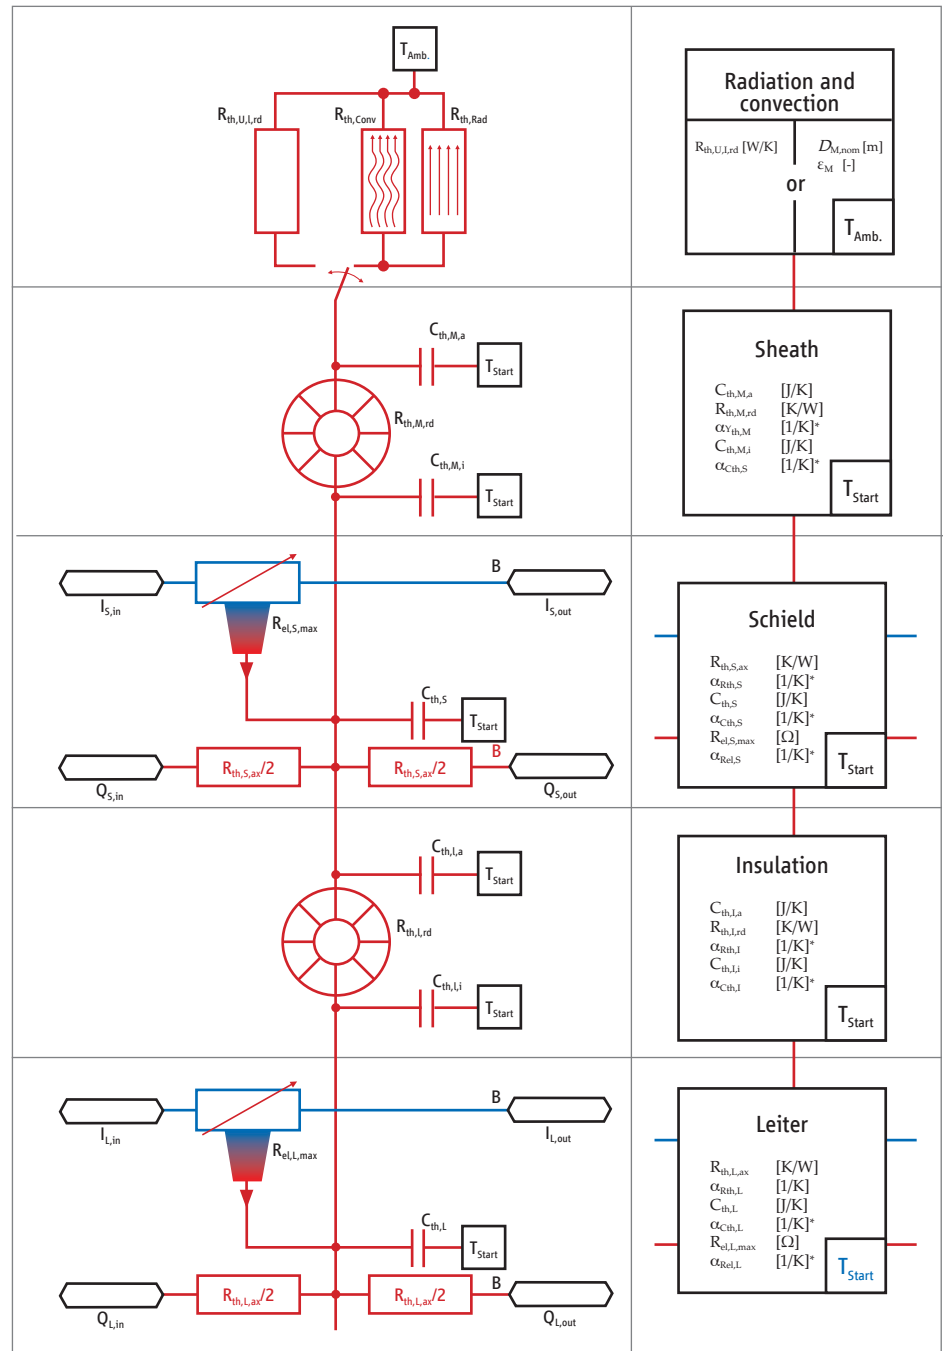 T_Amb.
R_th,U,l,rd
R_th,Conv
R_th,Rad
Radiation and
convection
R_th,U,I,rd [W/K]
or
D_M,nom [m]
ε_M [-]
T_Amb.
C_th,M,a
T_Start
R_th,M,rd
C_th,M,i
T_Start
Sheath
C_th,M,a [J/K]
R_th,M,rd [K/W]
α_Υth,M [1/K]*
C_th,M,i [J/K]
α_Cth,S [1/K]*
T_Start
I_S,in
B
I_S,out
R_el,S,max
C_th,S
T_Start
Q_S,in
R_th,S,ax/2
R_th,S,ax/2
B
Q_S,out
Schield
R_th,S,ax [K/W]
α_Rth,S [1/K]*
C_th,S [J/K]
α_Cth,S [1/K]*
R_el,S,max [Ω]
α_Rel,S [1/K]*
T_Start
C_th,l,a
T_Start
R_th,l,rd
C_th,l,i
T_Start
Insulation
C_th,I,a [J/K]
R_th,I,rd [K/W]
α_Rth,I [1/K]*
C_th,I,i [J/K]
α_Cth,I [1/K]*
T_Start
I_L,in
B
I_L,out
R_el,L,max
C_th,L
T_Start
Q_L,in
R_th,L,ax/2
R_th,L,ax/2
B
Q_L,out
Leiter
R_th,L,ax [K/W]
α_Rth,L [1/K]
C_th,L [J/K]
α_Cth,L [1/K]*
R_el,L,max [Ω]
α_Rel,L [1/K]*
T_Start